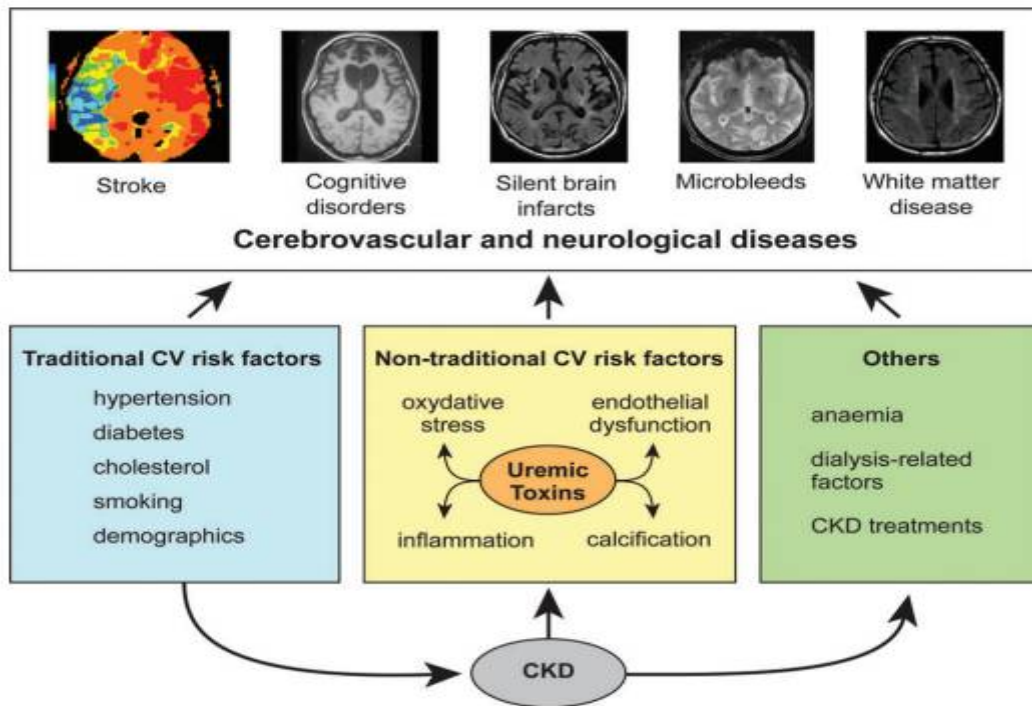 Stroke
Cognitive
disorders
Silent brain
infarcts
Microbleeds
White matter
disease
Cerebrovascular and neurological diseases
Traditional CV risk factors
hypertension
diabetes
cholesterol
smoking
demographics
Non-traditional CV risk factors
oxydative
stress
endothelial
dysfunction
Uremic
Toxins
inflammation
calcification
Others
anaemia
dialysis-related
factors
CKD treatments
CKD